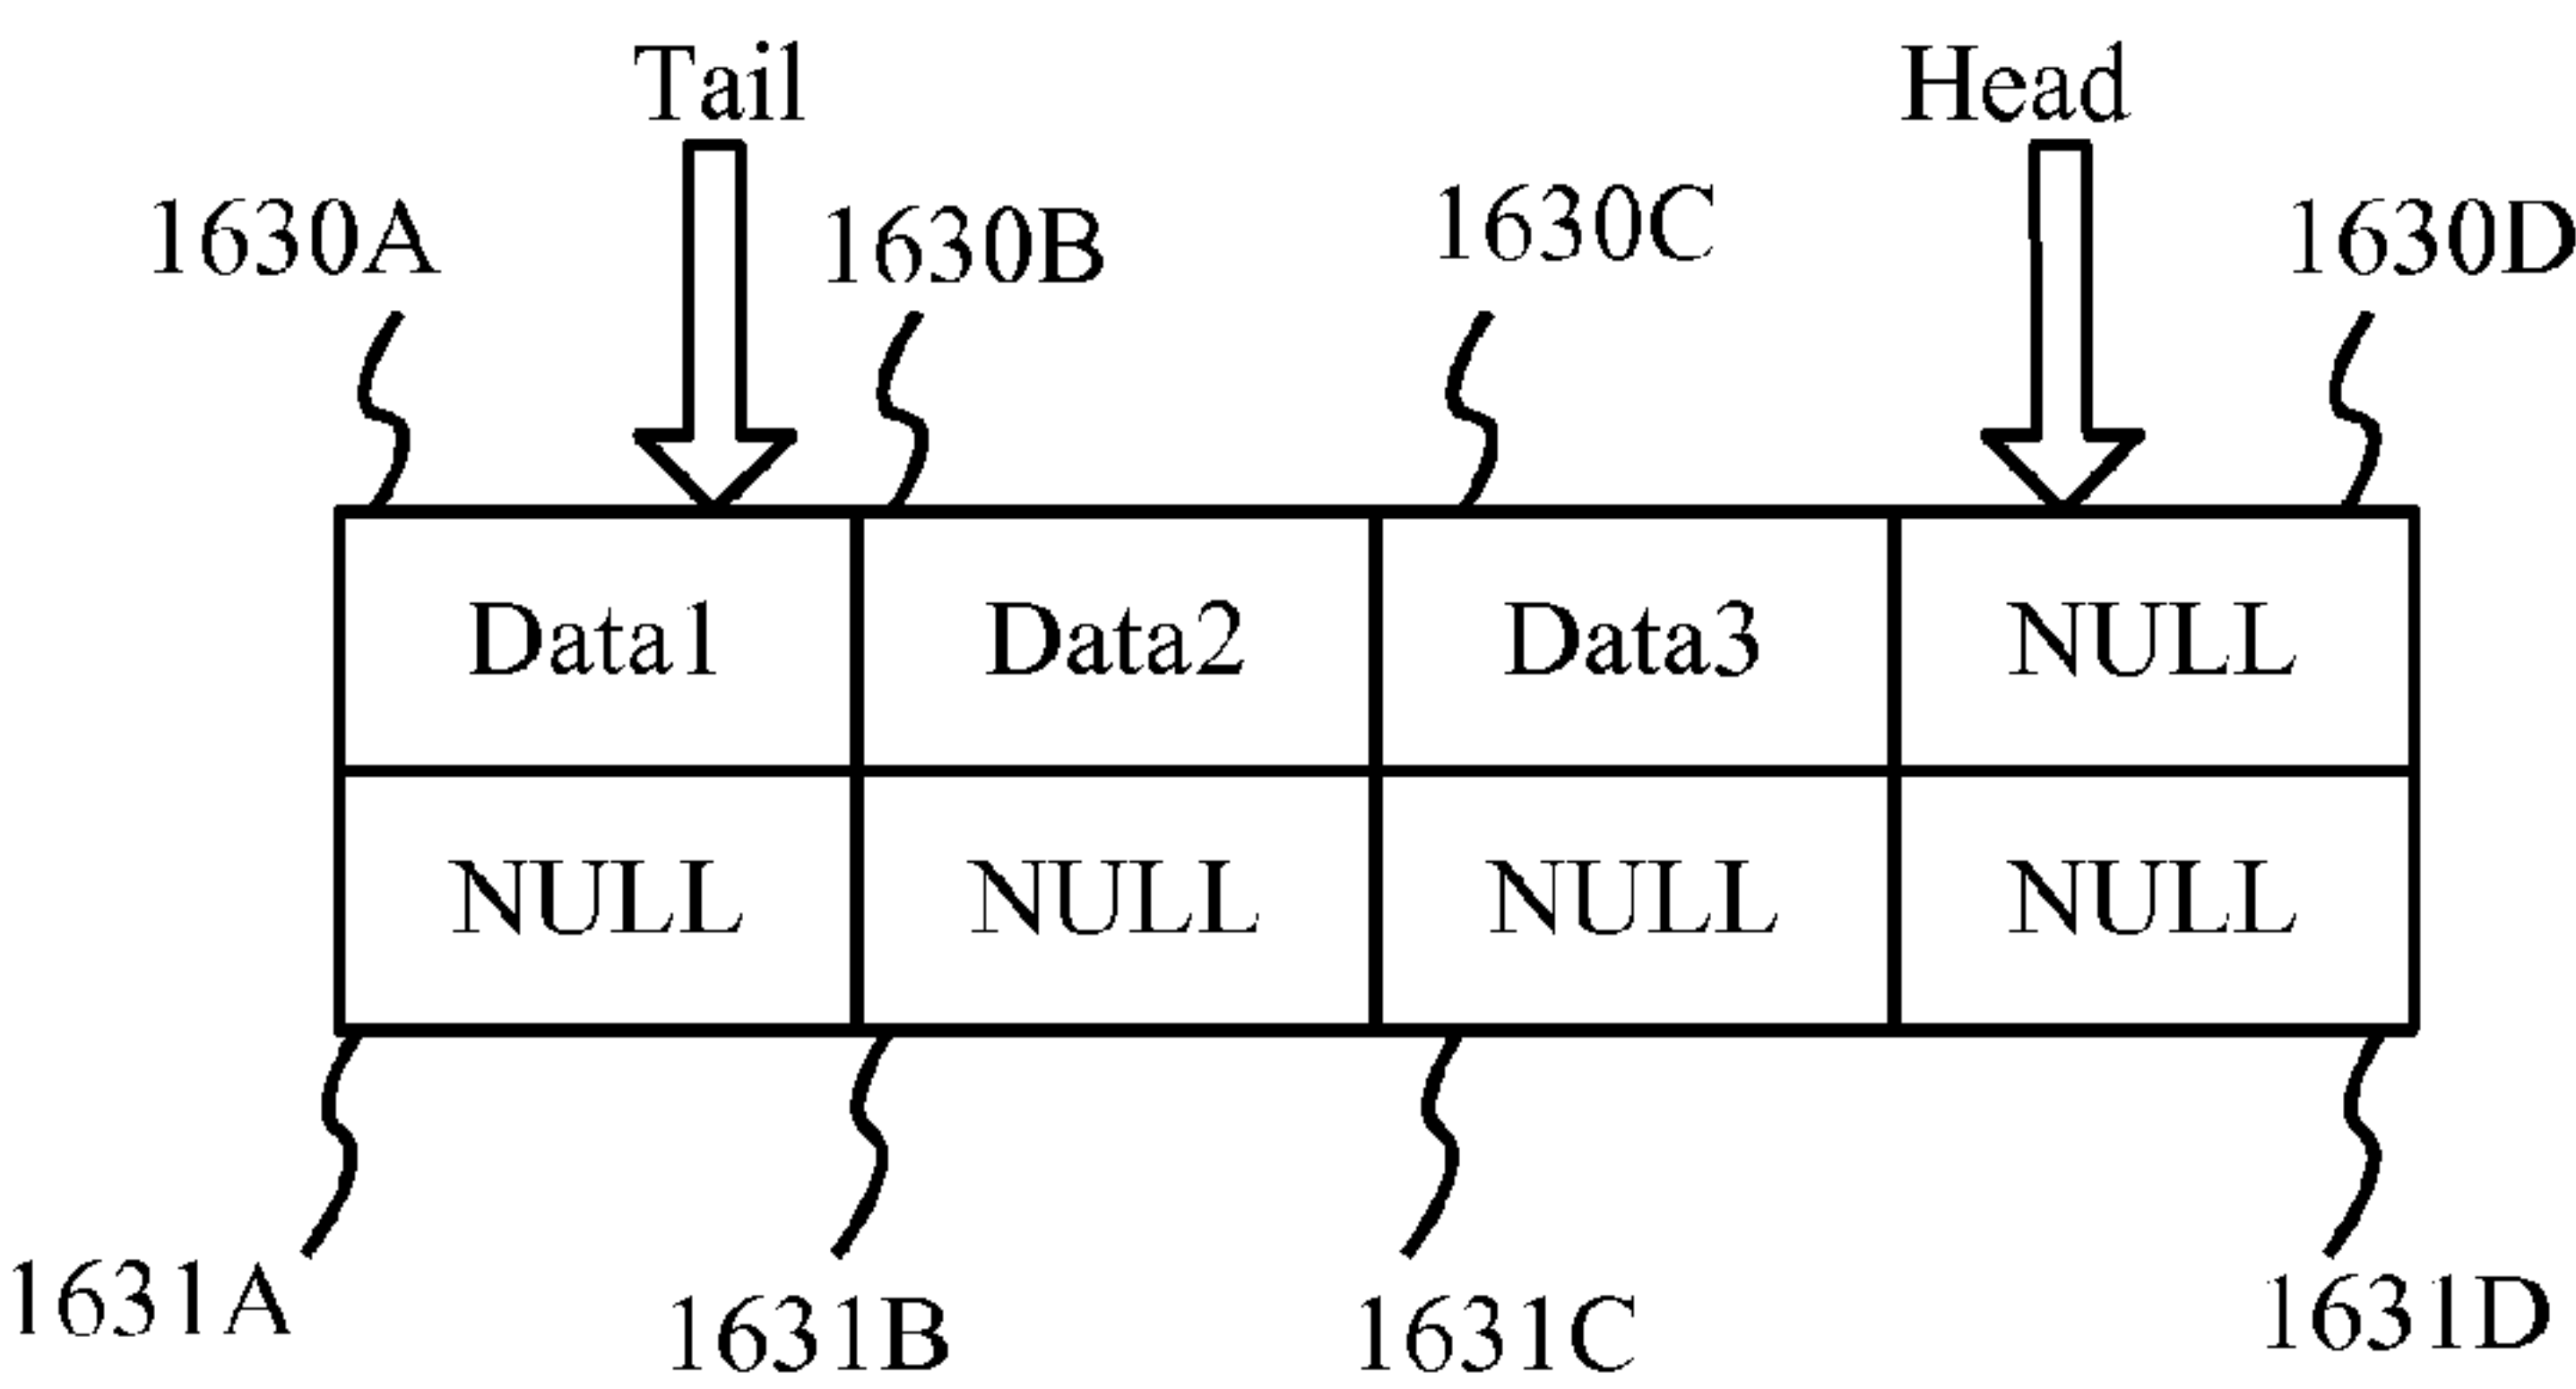 Tail Head
1630A 1630B 1630C 1630D
Data1 Data2 Data3 NULL
NULL NULL NULL NULL
1631A 1631B 1631C 1631D